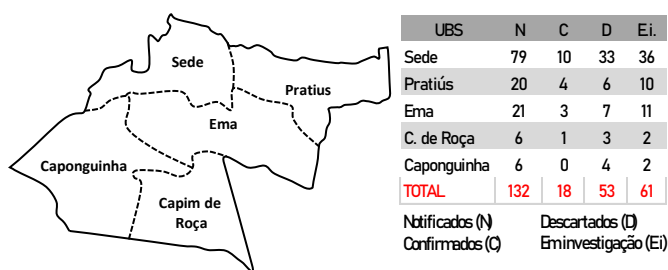 Sede
Pratius
Ema
Caponguinha
Capim de
Roça
UBS N C D E.i.
Sede 79 10 33 36
Pratiús 20 4 6 10
Ema 21 3 7 11
C. de Roça 6 1 3 2
Caponguinha 6 0 4 2
TOTAL 132 18 53 61
Notificados (N) Descartados (D)
Confirmados (C) Em investigação (Ei)